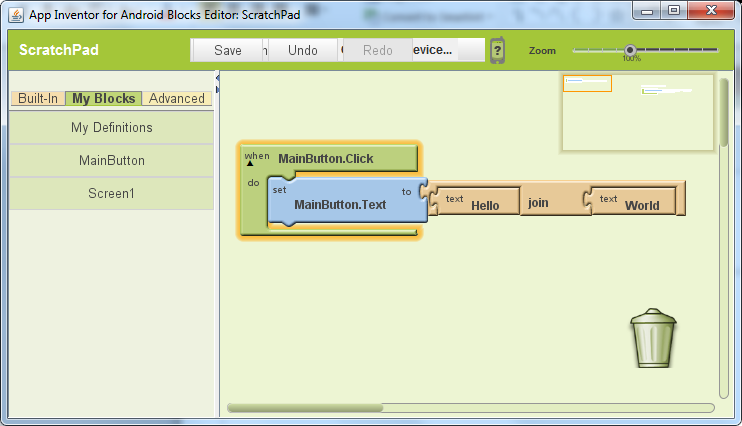 App Inventor for Android Blocks Editor: ScratchPad
ScratchPad Save Undo Redo evice... ? Zoom
100%
Built-In My Blocks Advanced
My Definitions
MainButton
Screen1
when MainButton.Click
do set MainButton.Text to text Hello join text World